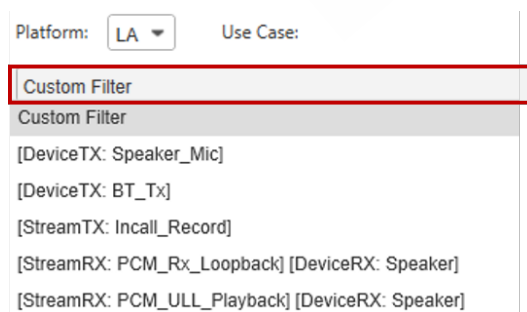 Platform: LA Use Case:
Custom Filter
Custom Filter
[DeviceTX: Speaker_Mic]
[DeviceTX: BT_Tx]
[StreamTX: Incall_Record]
[StreamRX: PCM_Rx_Loopback] [DeviceRX: Speaker]
[StreamRX: PCM_ULL_Playback] [DeviceRX: Speaker]